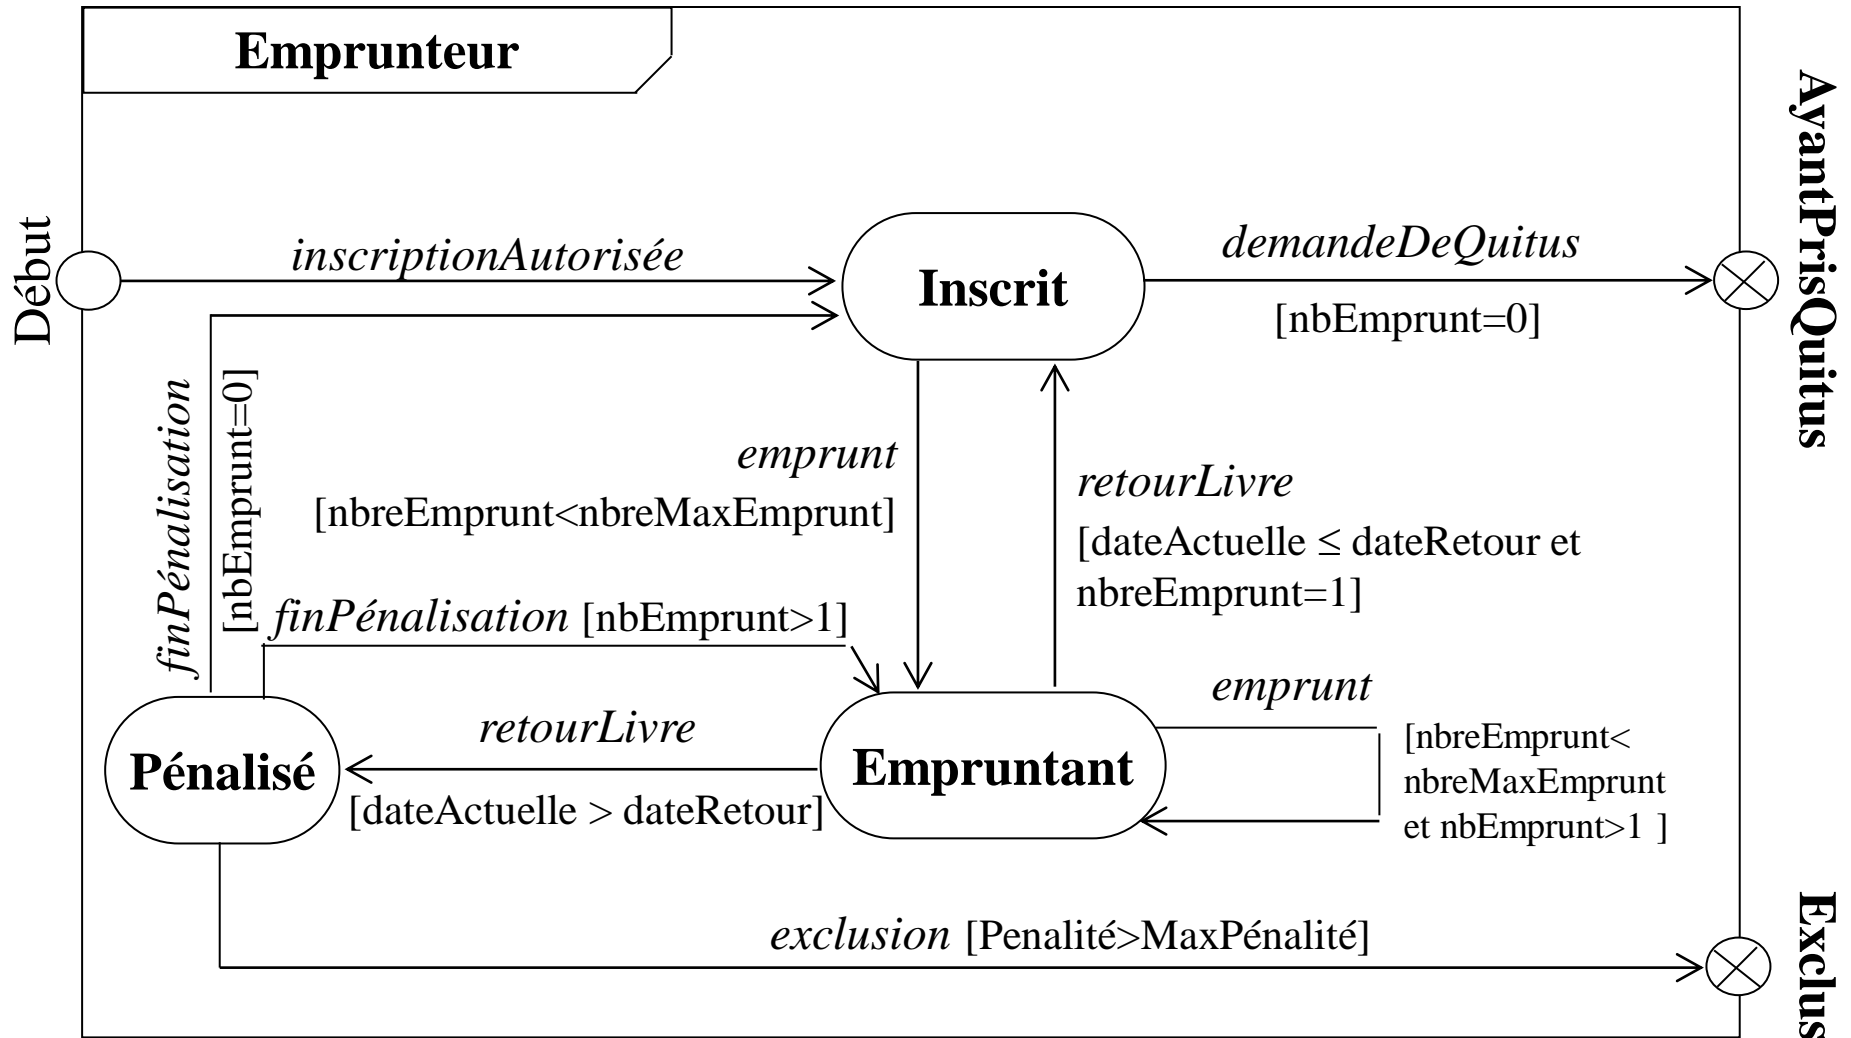 Emprunteur
AyantPrisQuitus
Début
inscriptionAutorisée
Inscrit
demandeDeQuitus
[nbEmprunt=0]
finPénalisation
[nbEmprunt=0]
emprunt
[nbreEmprunt<nbreMaxEmprunt]
retourLivre
[dateActuelle ≤ dateRetour et
nbreEmprunt=1]
finPénalisation [nbEmprunt>1]
emprunt
[nbreEmprunt<
nbreMaxEmprunt
et nbEmprunt>1 ]
Pénalisé
retourLivre
[dateActuelle > dateRetour]
Empruntant
exclusion [Penalité>MaxPénalité]
Exclus